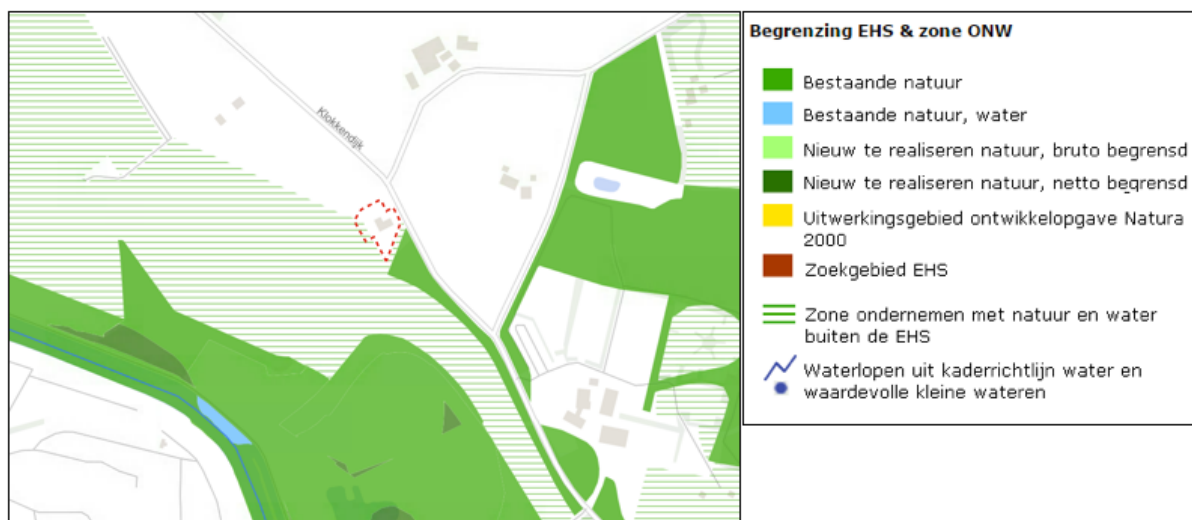 Klokkendijk
Begrenzing EHS & zone ONW
Bestaande natuur
Bestaande natuur, water
Nieuw te realiseren natuur, bruto begrensd
Nieuw te realiseren natuur, netto begrensd
Uitwerkingsgebied ontwikkelopgave Natura
2000
Zoekgebied EHS
Zone ondernemen met natuur en water
buiten de EHS
Waterlopen uit kaderrichtlijn water en
waardevolle kleine wateren